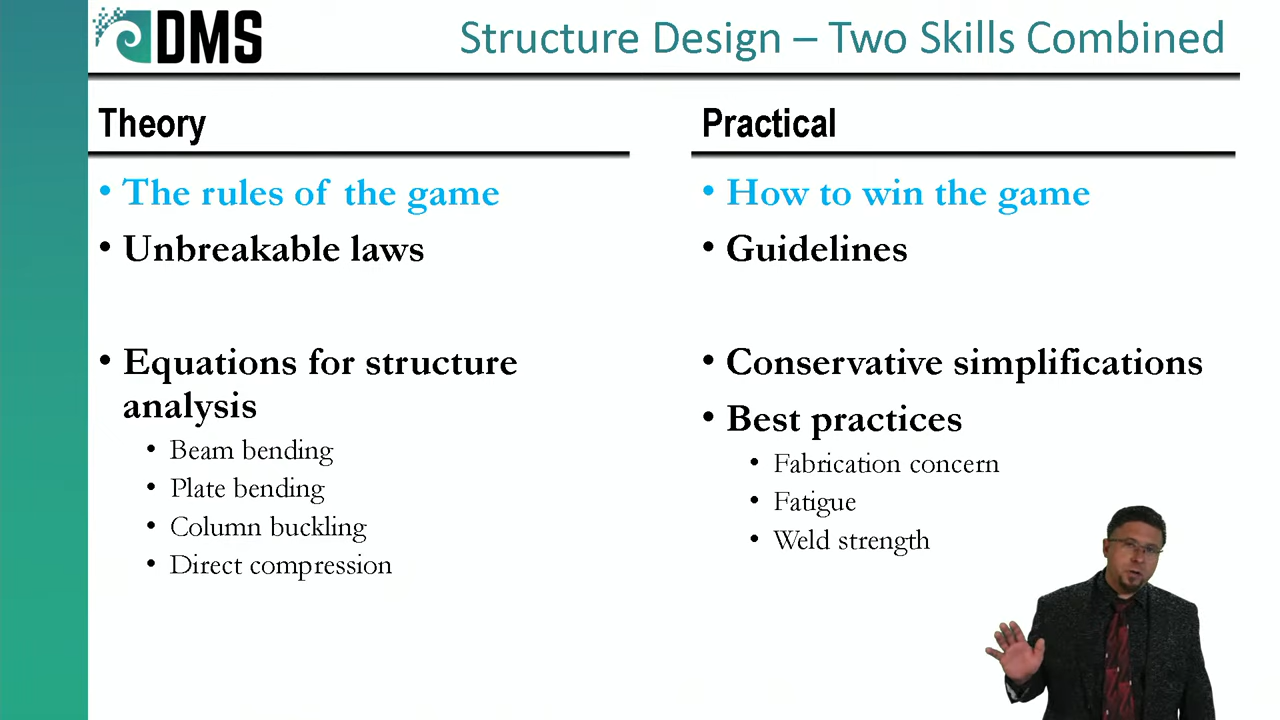 DMS
Structure Design – Two Skills Combined
Theory
• The rules of the game
• Unbreakable laws
• Equations for structure
analysis
• Beam bending
• Plate bending
• Column buckling
• Direct compression
Practical
• How to win the game
• Guidelines
• Conservative simplifications
• Best practices
• Fabrication concern
• Fatigue
• Weld strength